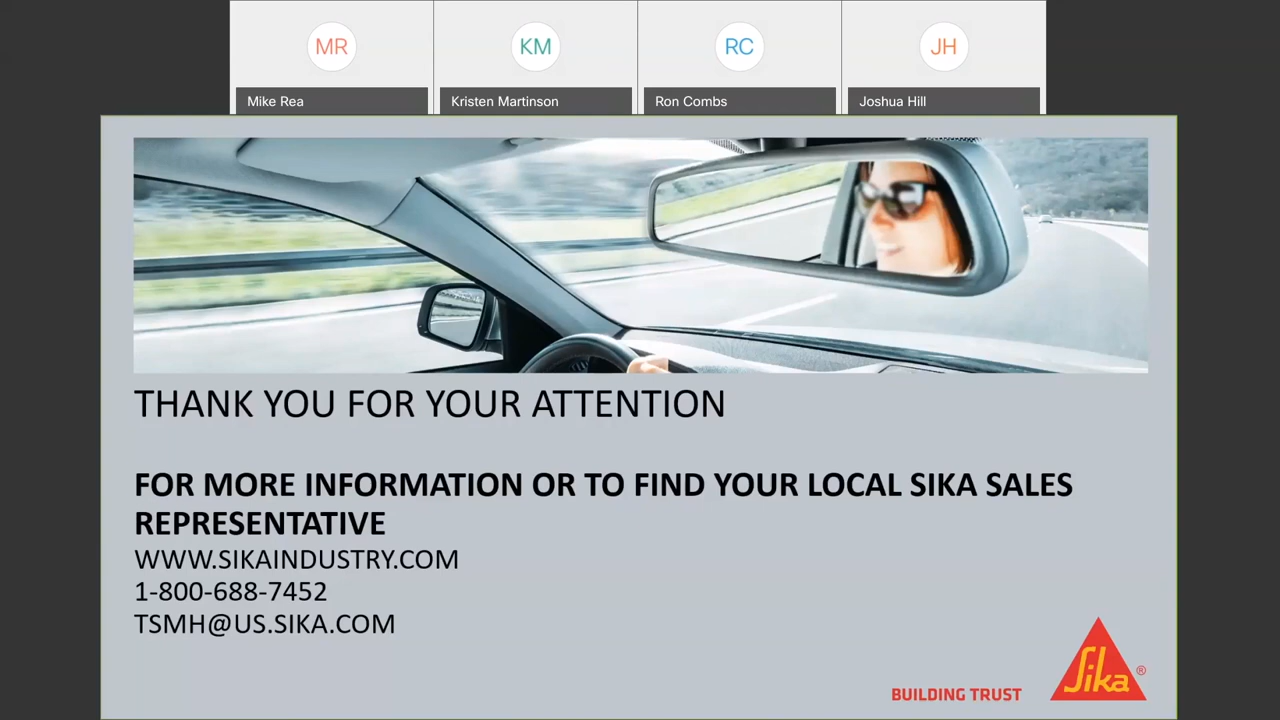 MR
KM
RC
JH
Mike Rea
Kristen Martinson
Ron Combs
Joshua Hill
THANK YOU FOR YOUR ATTENTION
FOR MORE INFORMATION OR TO FIND YOUR LOCAL SIKA SALES
REPRESENTATIVE
WWW.SIKAINDUSTRY.COM
1-800-688-7452
TSMH@US.SIKA.COM
BUILDING TRUST
Sika®